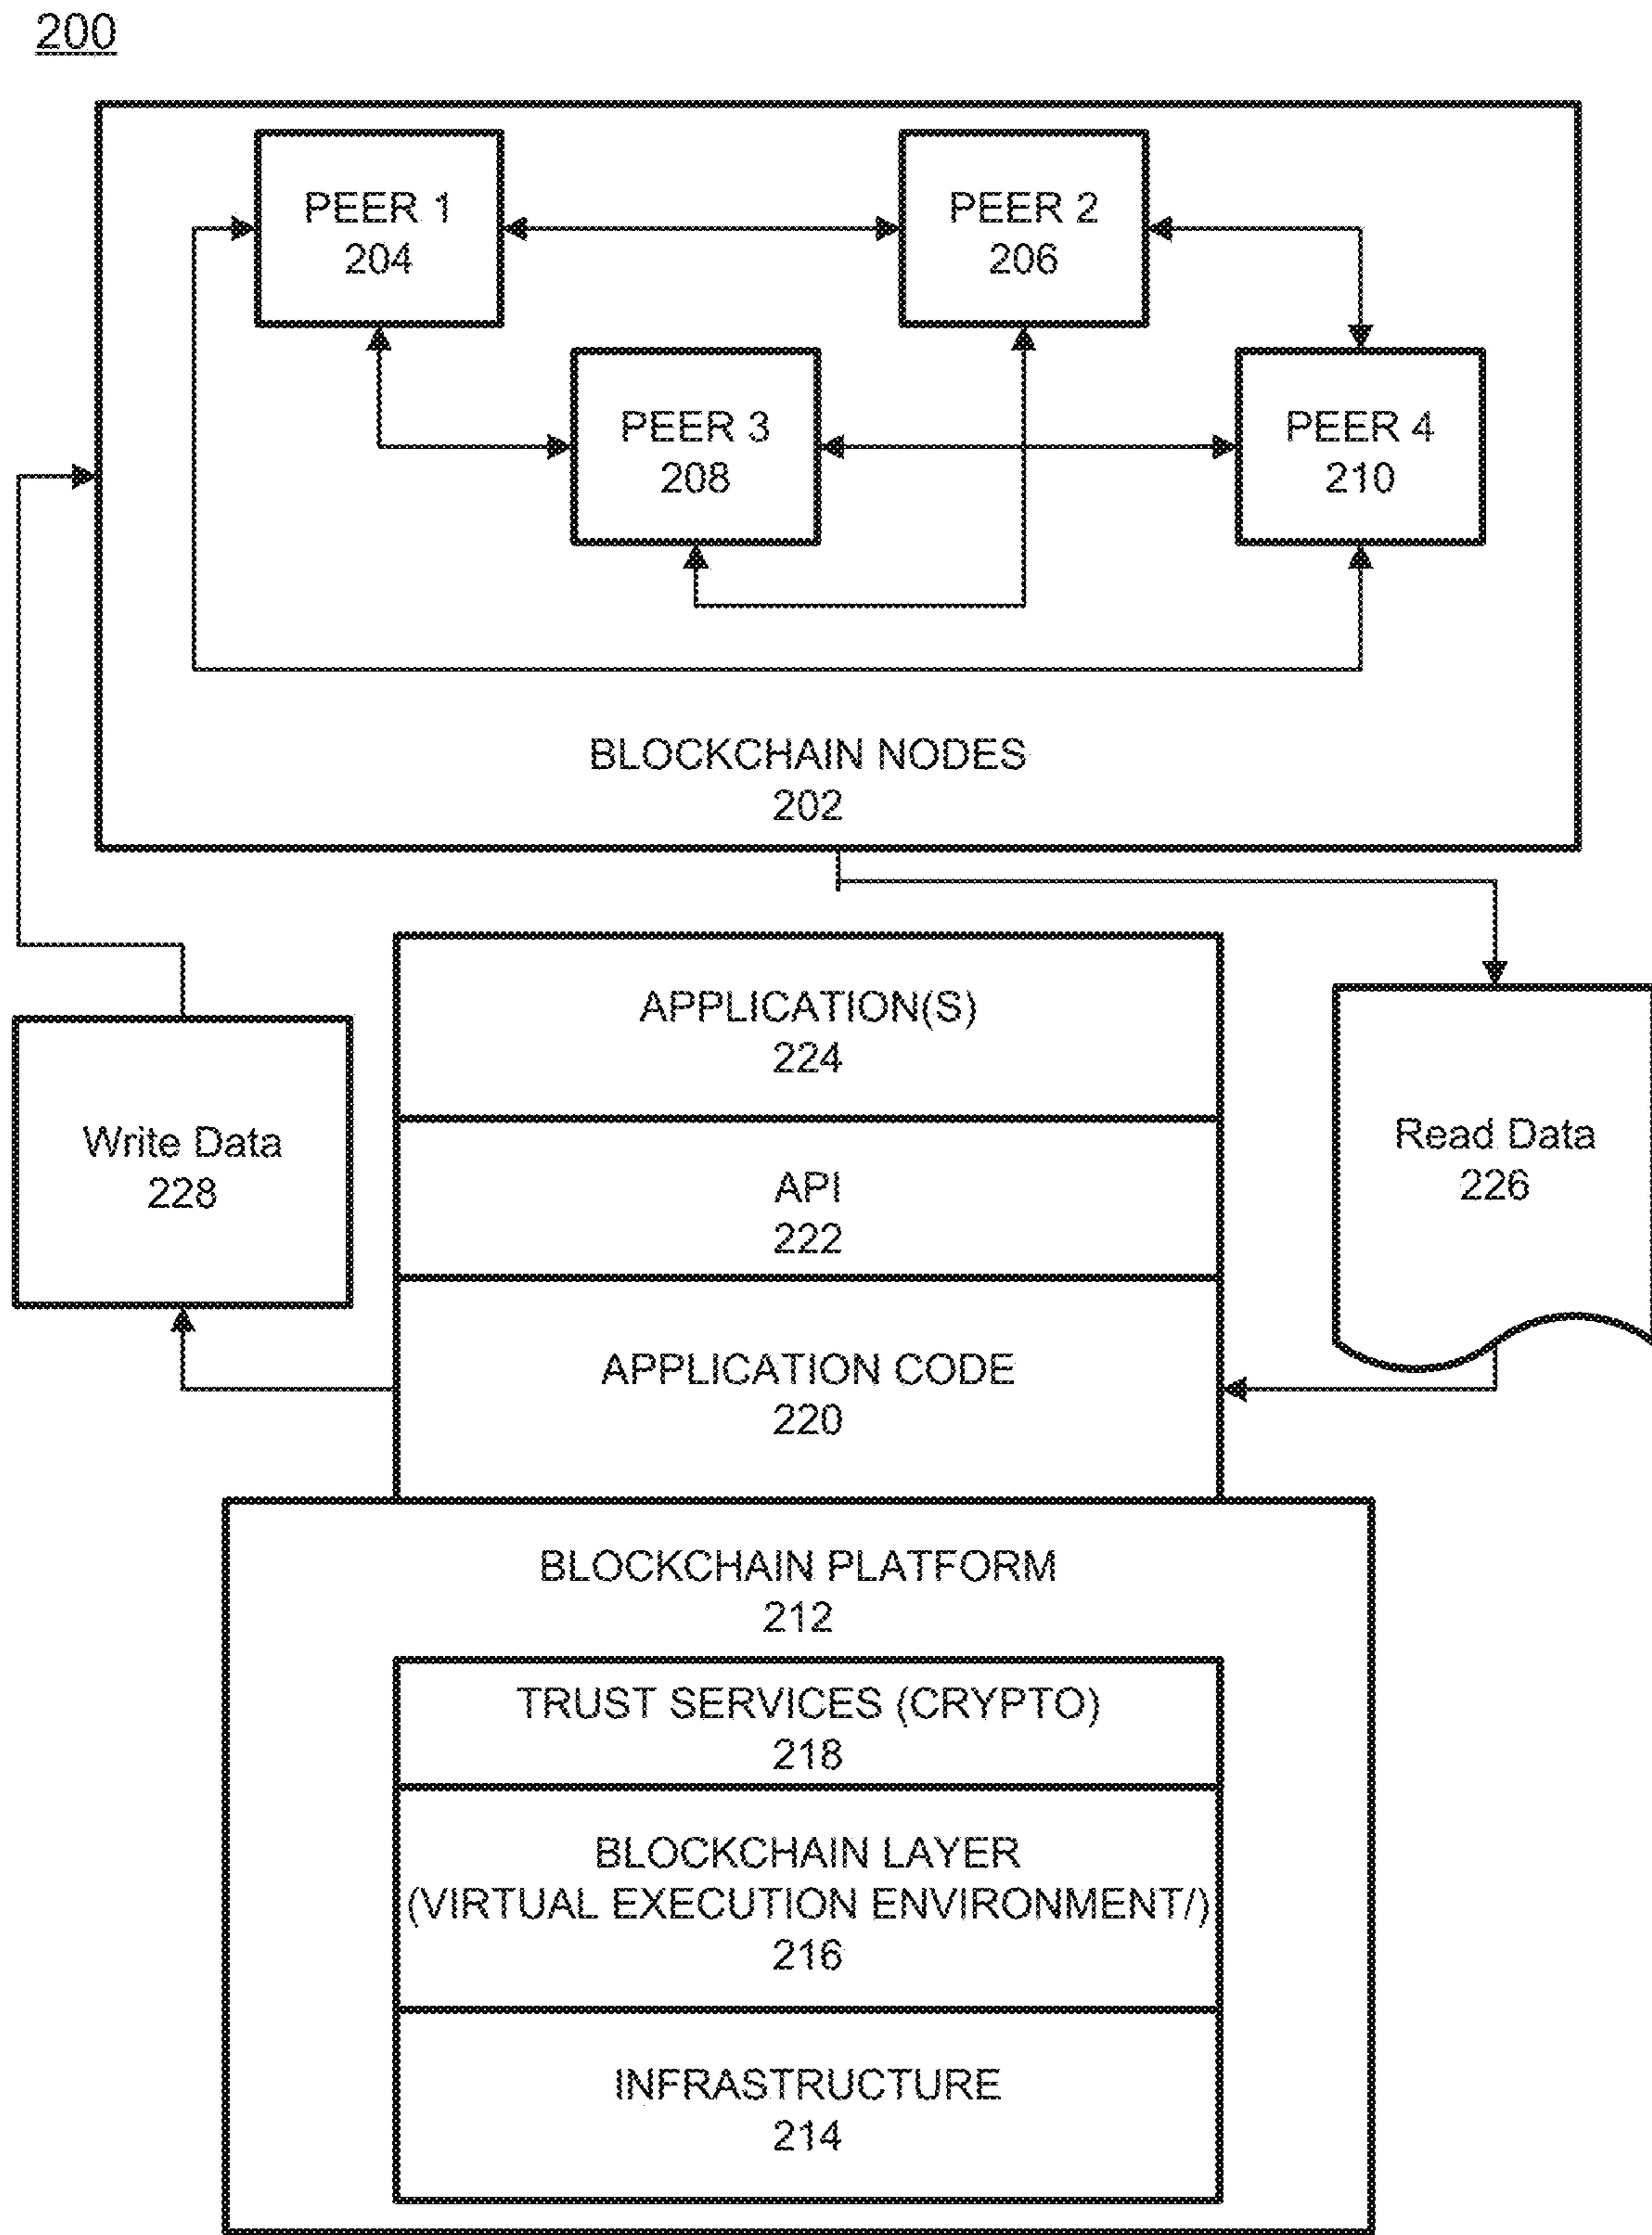 200
PEER 1
204
PEER 2
206
PEER 3
208
PEER 4
210
BLOCKCHAIN NODES
202
APPLICATION(S)
224
Write Data
228
API
222
Read Data
226
APPLICATION CODE
220
BLOCKCHAIN PLATFORM
212
TRUST SERVICES (CRYPTO)
218
BLOCKCHAIN LAYER
(VIRTUAL EXECUTION ENVIRONMENT/)
216
INFRASTRUCTURE
214